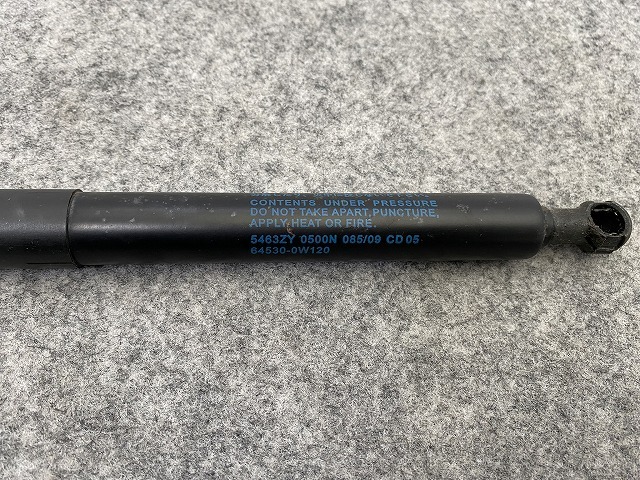 CONTENTS UNDER PRESSURE
DO NOT TAKE APART,PUNCTURE,
APPLY,HEAT OR FIRE.
5463ZY 0500N 085/09 CD 05
64530-0W120